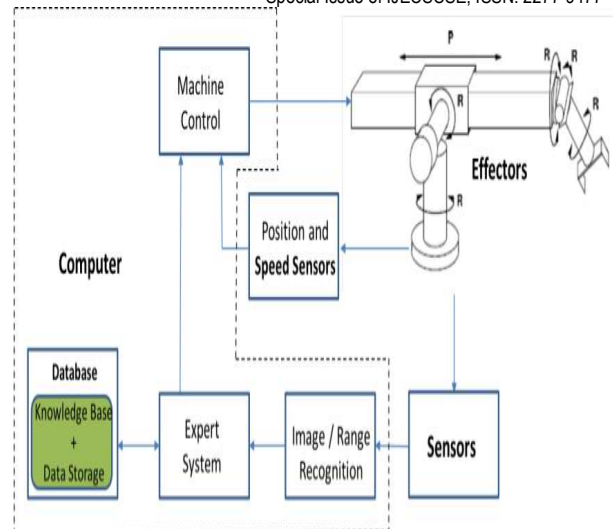 Special Issue of IJECCSE, ISSN: 2277-9477
P
Machine
Control
R
R
R
R
R
Effectors
Position and
Speed Sensors
Computer
Database
Knowledge Base
+
Data Storage
Expert
System
Image / Range
Recognition
Sensors